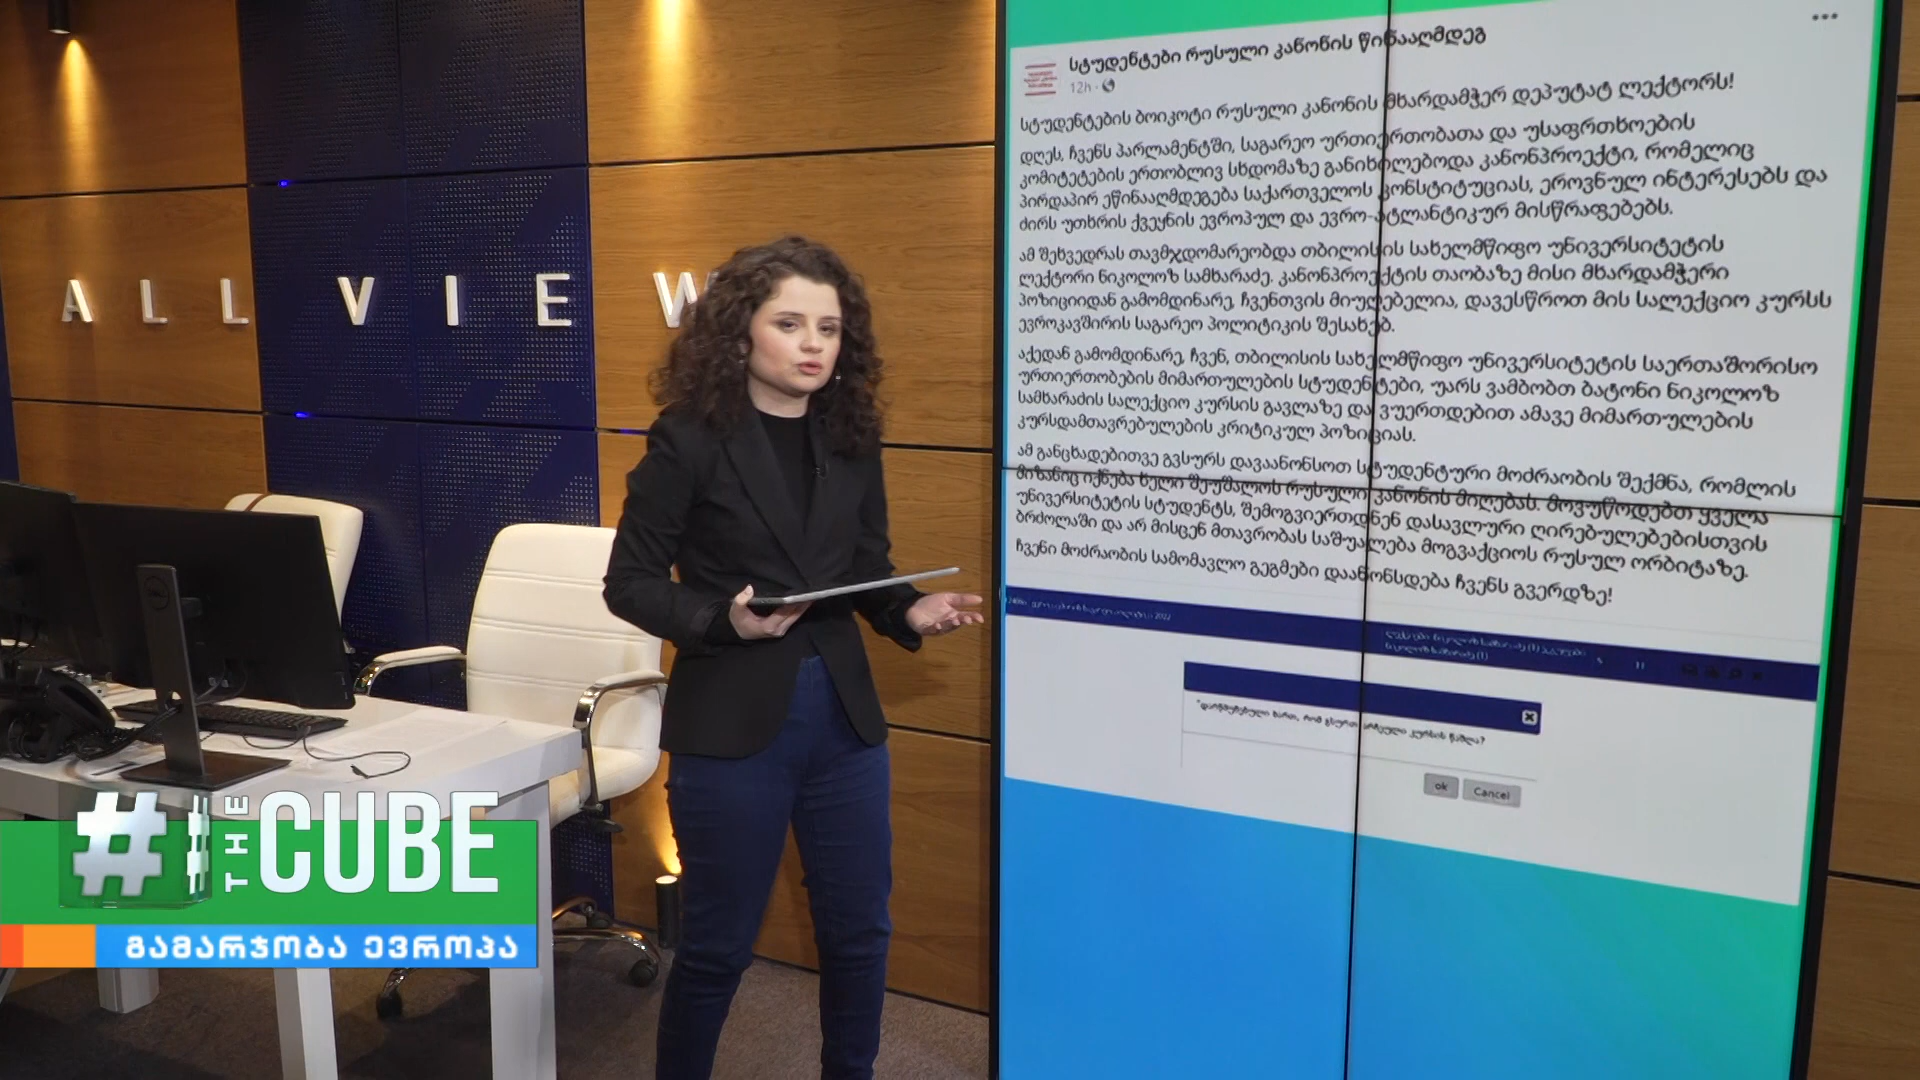 ALL VIEW
სტუდენტები რუსული კანონის წინააღმდეგ
12h
სტუდენტების ბოიკოტი რუსული კანონის მხარდამჭერ დეპუტატ ლექტორს!
დღეს, ჩვენს პარლამენტში, საგარეო ურთიერთობათა და უსაფრთხოების
კომიტეტების ერთობლივ სხდომაზე განიხილებოდა კანონპროექტი, რომელიც
პირდაპირ ეწინააღმდეგება საქართველოს კონსტიტუციას, ეროვნულ ინტერესებს და
ძირს უთხრის ქვეყნის ევროპულ და ევრო-ატლანტიკურ მისწრაფებებს.
ამ შეხვედრას თავმჯდომარეობდა თბილისის სახელმწიფო უნივერსიტეტის
ლექტორი ნიკოლოზ სამხარაძე. კანონპროექტის თაობაზე მისი მხარდამჭერი
პოზიციიდან გამომდინარე, ჩვენთვის მიუღებელია, დავესწროთ მის სალექციო კურსს
ევროკავშირის საგარეო პოლიტიკის შესახებ.
აქედან გამომდინარე, ჩვენ, თბილისის სახელმწიფო უნივერსიტეტის საერთაშორისო
ურთიერთობების მიმართულების სტუდენტები, უარს ვამბობთ ბატონი ნიკოლოზ
სამხარაძის სალექციო კურსის გავლაზე და ვუერთდებით ამავე მიმართულების
კურსდამთავრებულების კრიტიკულ პოზიციას.
ამ განცხადებითვე გვსურს დავაანონსოთ სტუდენტური მოძრაობის შექმნა, რომლის
მიზანიც იქნება ხელი შეუშალოს რუსული კანონის მიღებას. მოვუწოდებთ ყველა
უნივერსიტეტის სტუდენტს, შემოგვიერთდნენ დასავლური ღირებულებებისთვის
ბრძოლაში და არ მისცენ მთავრობას საშუალება მოგვაქციოს რუსულ ორბიტაზე.
ჩვენი მოძრაობის სამომავლო გეგმები დაანონსდება ჩვენს გვერდზე!
2022
ok Cancel
# THE CUBE
გამარჯობა ევროპა